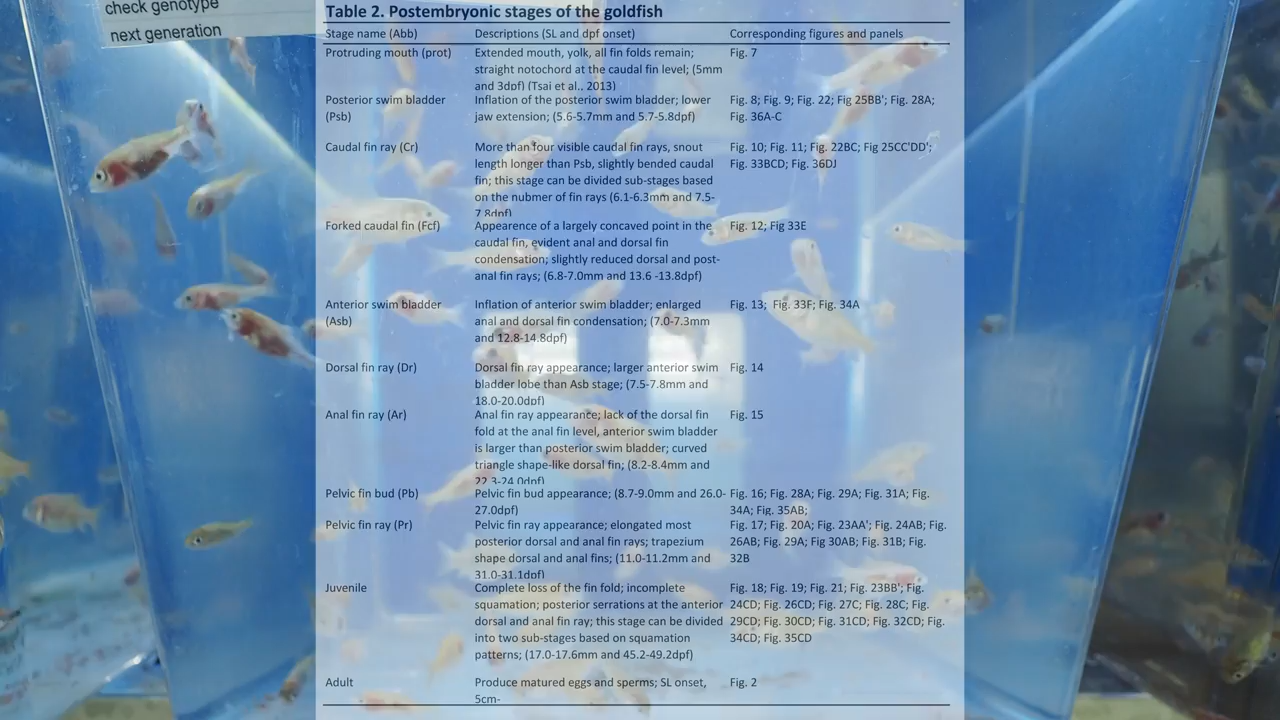 check genotype
next generation
Table 2. Postembryonic stages of the goldfish
Stage name (Abb) Descriptions (SL and dpf onset) Corresponding figures and panels
Protruding mouth (prot) Extended mouth, yolk, all fin folds remain; Fig. 7
straight notochord at the caudal fin level; (5mm
and 3dpf) (Tsai et al., 2013)
Posterior swim bladder Inflation of the posterior swim bladder; lower Fig. 8; Fig. 9; Fig. 22; Fig 25BB'; Fig. 28A;
(Psb) jaw extension; (5.6-5.7mm and 5.7-5.8dpf) Fig. 36A-C
Caudal fin ray (Cr) More than four visible caudal fin rays, snout Fig. 10; Fig. 11; Fig. 22BC; Fig 25CC'DD';
length longer than Psb, slightly bended caudal Fig. 33BCD; Fig. 36DJ
fin; this stage can be divided sub-stages based
on the nubmer of fin rays (6.1-6.3mm and 7.5-
7.8dpf)
Forked caudal fin (Fcf) Appearence of a largely concaved point in the Fig. 12; Fig 33E
caudal fin, evident anal and dorsal fin
condensation; slightly reduced dorsal and post-
anal fin rays; (6.8-7.0mm and 13.6 -13.8dpf)
Anterior swim bladder Inflation of anterior swim bladder; enlarged Fig. 13; Fig. 33F; Fig. 34A
(Asb) anal and dorsal fin condensation; (7.0-7.3mm
and 12.8-14.8dpf)
Dorsal fin ray (Dr) Dorsal fin ray appearance; larger anterior swim Fig. 14
bladder lobe than Asb stage; (7.5-7.8mm and
18.0-20.0dpf)
Anal fin ray (Ar) Anal fin ray appearance; lack of the dorsal fin Fig. 15
fold at the anal fin level, anterior swim bladder
is larger than posterior swim bladder; curved
triangle shape-like dorsal fin; (8.2-8.4mm and
22.3-24.0dpf)
Pelvic fin bud (Pb) Pelvic fin bud appearance; (8.7-9.0mm and 26.0- Fig. 16; Fig. 28A; Fig. 29A; Fig. 31A; Fig.
27.0dpf) 34A; Fig. 35AB;
Pelvic fin ray (Pr) Pelvic fin ray appearance; elongated most Fig. 17; Fig. 20A; Fig. 23AA'; Fig. 24AB; Fig.
posterior dorsal and anal fin rays; trapezium 26AB; Fig. 29A; Fig 30AB; Fig. 31B; Fig.
shape dorsal and anal fins; (11.0-11.2mm and 32B
31.0-31.1dpf)
Juvenile Complete loss of the fin fold; incomplete Fig. 18; Fig. 19; Fig. 21; Fig. 23BB'; Fig.
squamation; posterior serrations at the anterior 24CD; Fig. 26CD; Fig. 27C; Fig. 28C; Fig.
dorsal and anal fin ray; this stage can be divided 29CD; Fig. 30CD; Fig. 31CD; Fig. 32CD; Fig.
into two sub-stages based on squamation 34CD; Fig. 35CD
patterns; (17.0-17.6mm and 45.2-49.2dpf)
Adult Produce matured eggs and sperms; SL onset, Fig. 2
5cm-